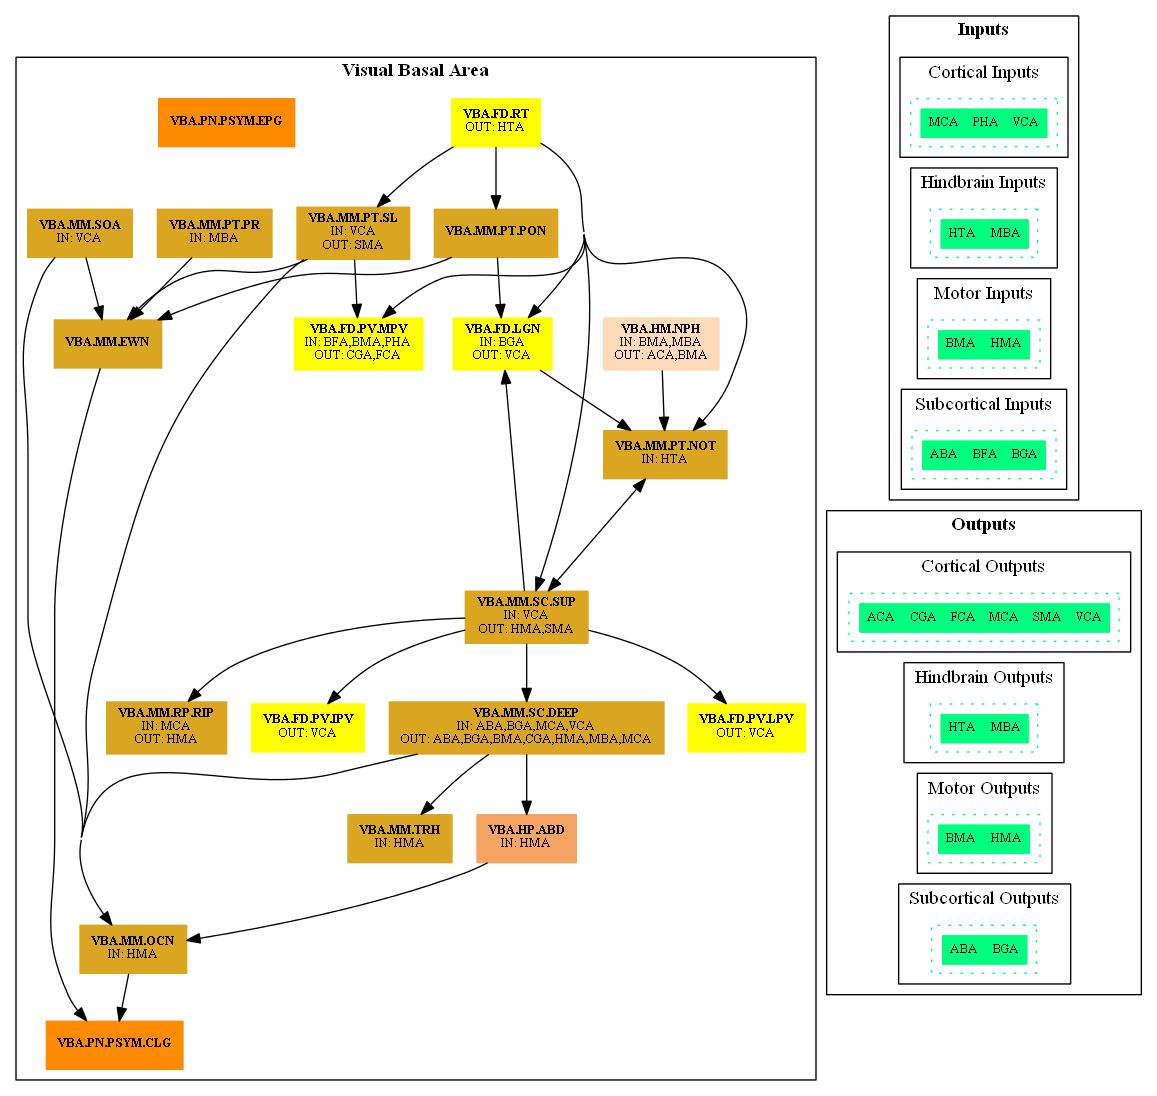 Visual Basal Area
VBA.PN.PSYM.EPG
VBA.FD.RT
OUT: HTA
VBA.MM.SOA
IN: VCA
VBA.MM.PT.PR
IN: MBA
VBA.MM.PT.SL
IN: VCA
OUT: SMA
VBA.MM.PT.PON
VBA.MM.EWN
VBA.FD.PV.MPV
IN: BFA,BMA,PHA
OUT: CGA,FCA
VBA.FD.LGN
IN: BGA
OUT: VCA
VBA.HM.NPH
IN: BMA,MBA
OUT: ACA,BMA
VBA.MM.PT.NOT
IN: HTA
VBA.MM.SC.SUP
IN: VCA
OUT: HMA,SMA
VBA.MM.RP.RIP
IN: MCA
OUT: HMA
VBA.FD.PV.IPV
OUT: VCA
VBA.MM.SC.DEEP
IN: ABA,BGA,MCA,VCA
OUT: ABA,BGA,BMA,CGA,HMA,MBA,MCA
VBA.FD.PV.LPV
OUT: VCA
VBA.MM.TRH
IN: HMA
VBA.HP.ABD
IN: HMA
VBA.MM.OCN
IN: HMA
VBA.PN.PSYM.CLG
Inputs
Cortical Inputs
MCA PHA VCA
Hindbrain Inputs
HTA MBA
Motor Inputs
BMA HMA
Subcortical Inputs
ABA BFA BGA
Outputs
Cortical Outputs
ACA CGA FCA MCA SMA VCA
Hindbrain Outputs
HTA MBA
Motor Outputs
BMA HMA
Subcortical Outputs
ABA BGA